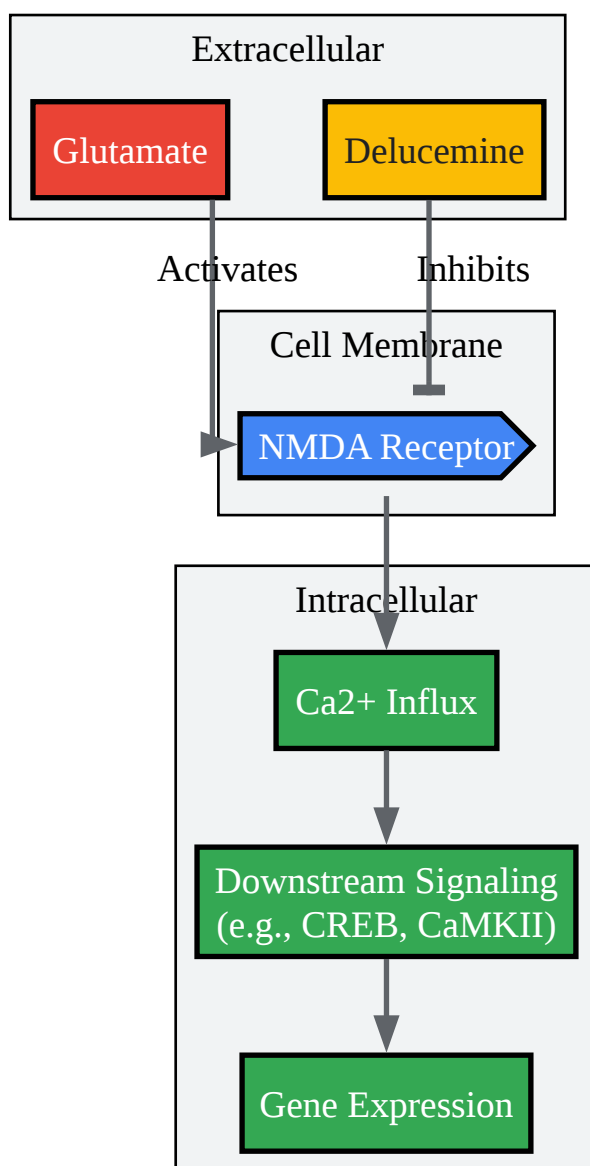 Extracellular
Glutamate
Delucemine
Activates
Inhibits
Cell Membrane
NMDA Receptor
Intracellular
Ca2+ Influx
Downstream Signaling
(e.g., CREB, CaMKII)
Gene Expression